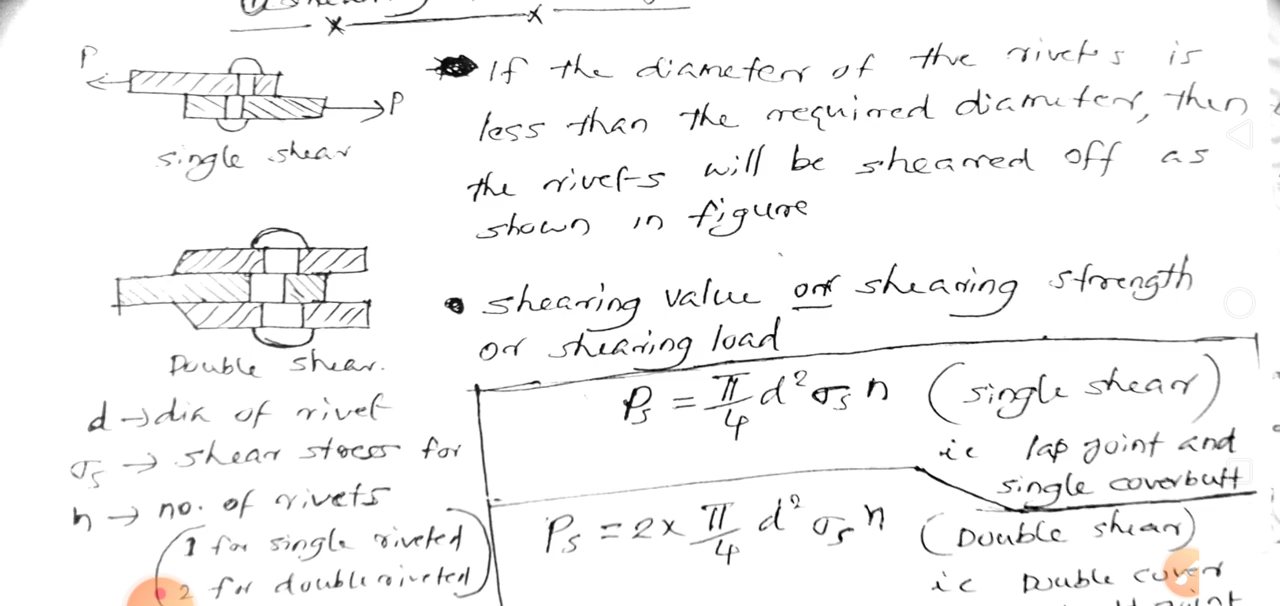 P
P
single shear
If the diameter of the rivets is
less than the required diameter, then
the rivets will be sheared off as
shown in figure
Double shear.
• shearing value or shearing strength
or shearing load
d → dia of rivet
σs → shear stress for
n → no. of rivets
(1 for single riveted
2 for double riveted)
Ps = π/4 d² σs n (single shear)
ie lap joint and
single coverbutt
Ps = 2 x π/4 d² σs n (Double shear)
ie Double cover